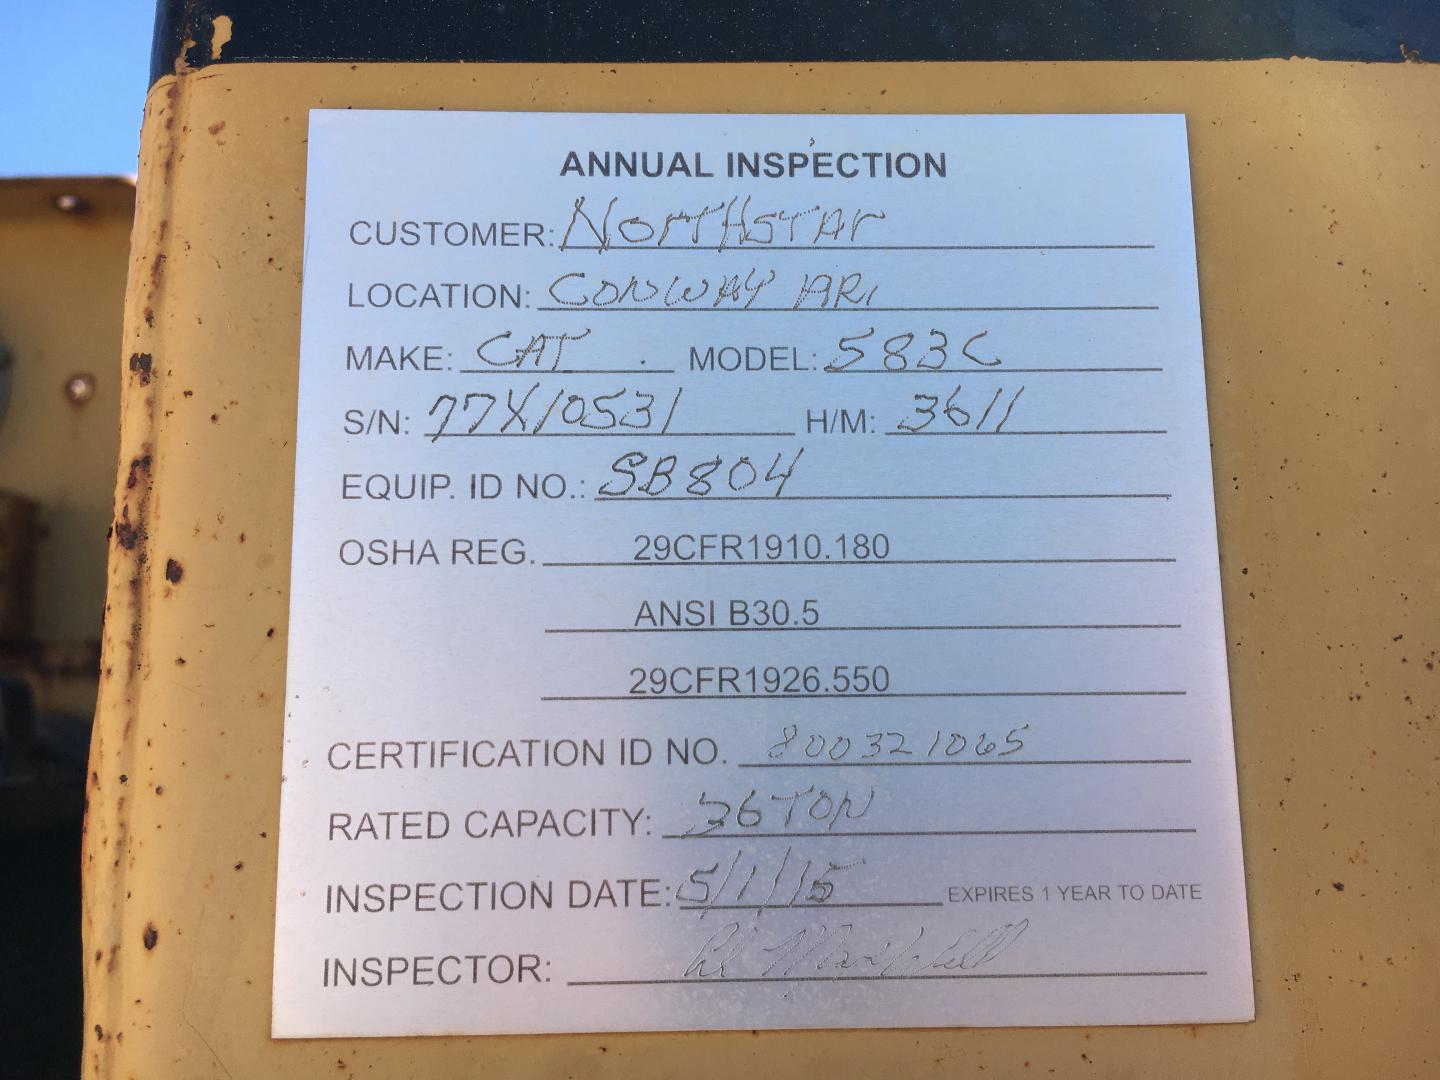 ANNUAL INSPECTION
CUSTOMER: NorthStar
LOCATION: CONWAY AR,
MAKE: CAT . MODEL: 583C
S/N: 77X10531 H/M: 3611
EQUIP. ID NO.: SB804
OSHA REG. 29CFR1910.180
ANSI B30.5
29CFR1926.550
CERTIFICATION ID NO. 800321065
RATED CAPACITY: 36 TON
INSPECTION DATE: 5/1/15 EXPIRES 1 YEAR TO DATE
INSPECTOR: